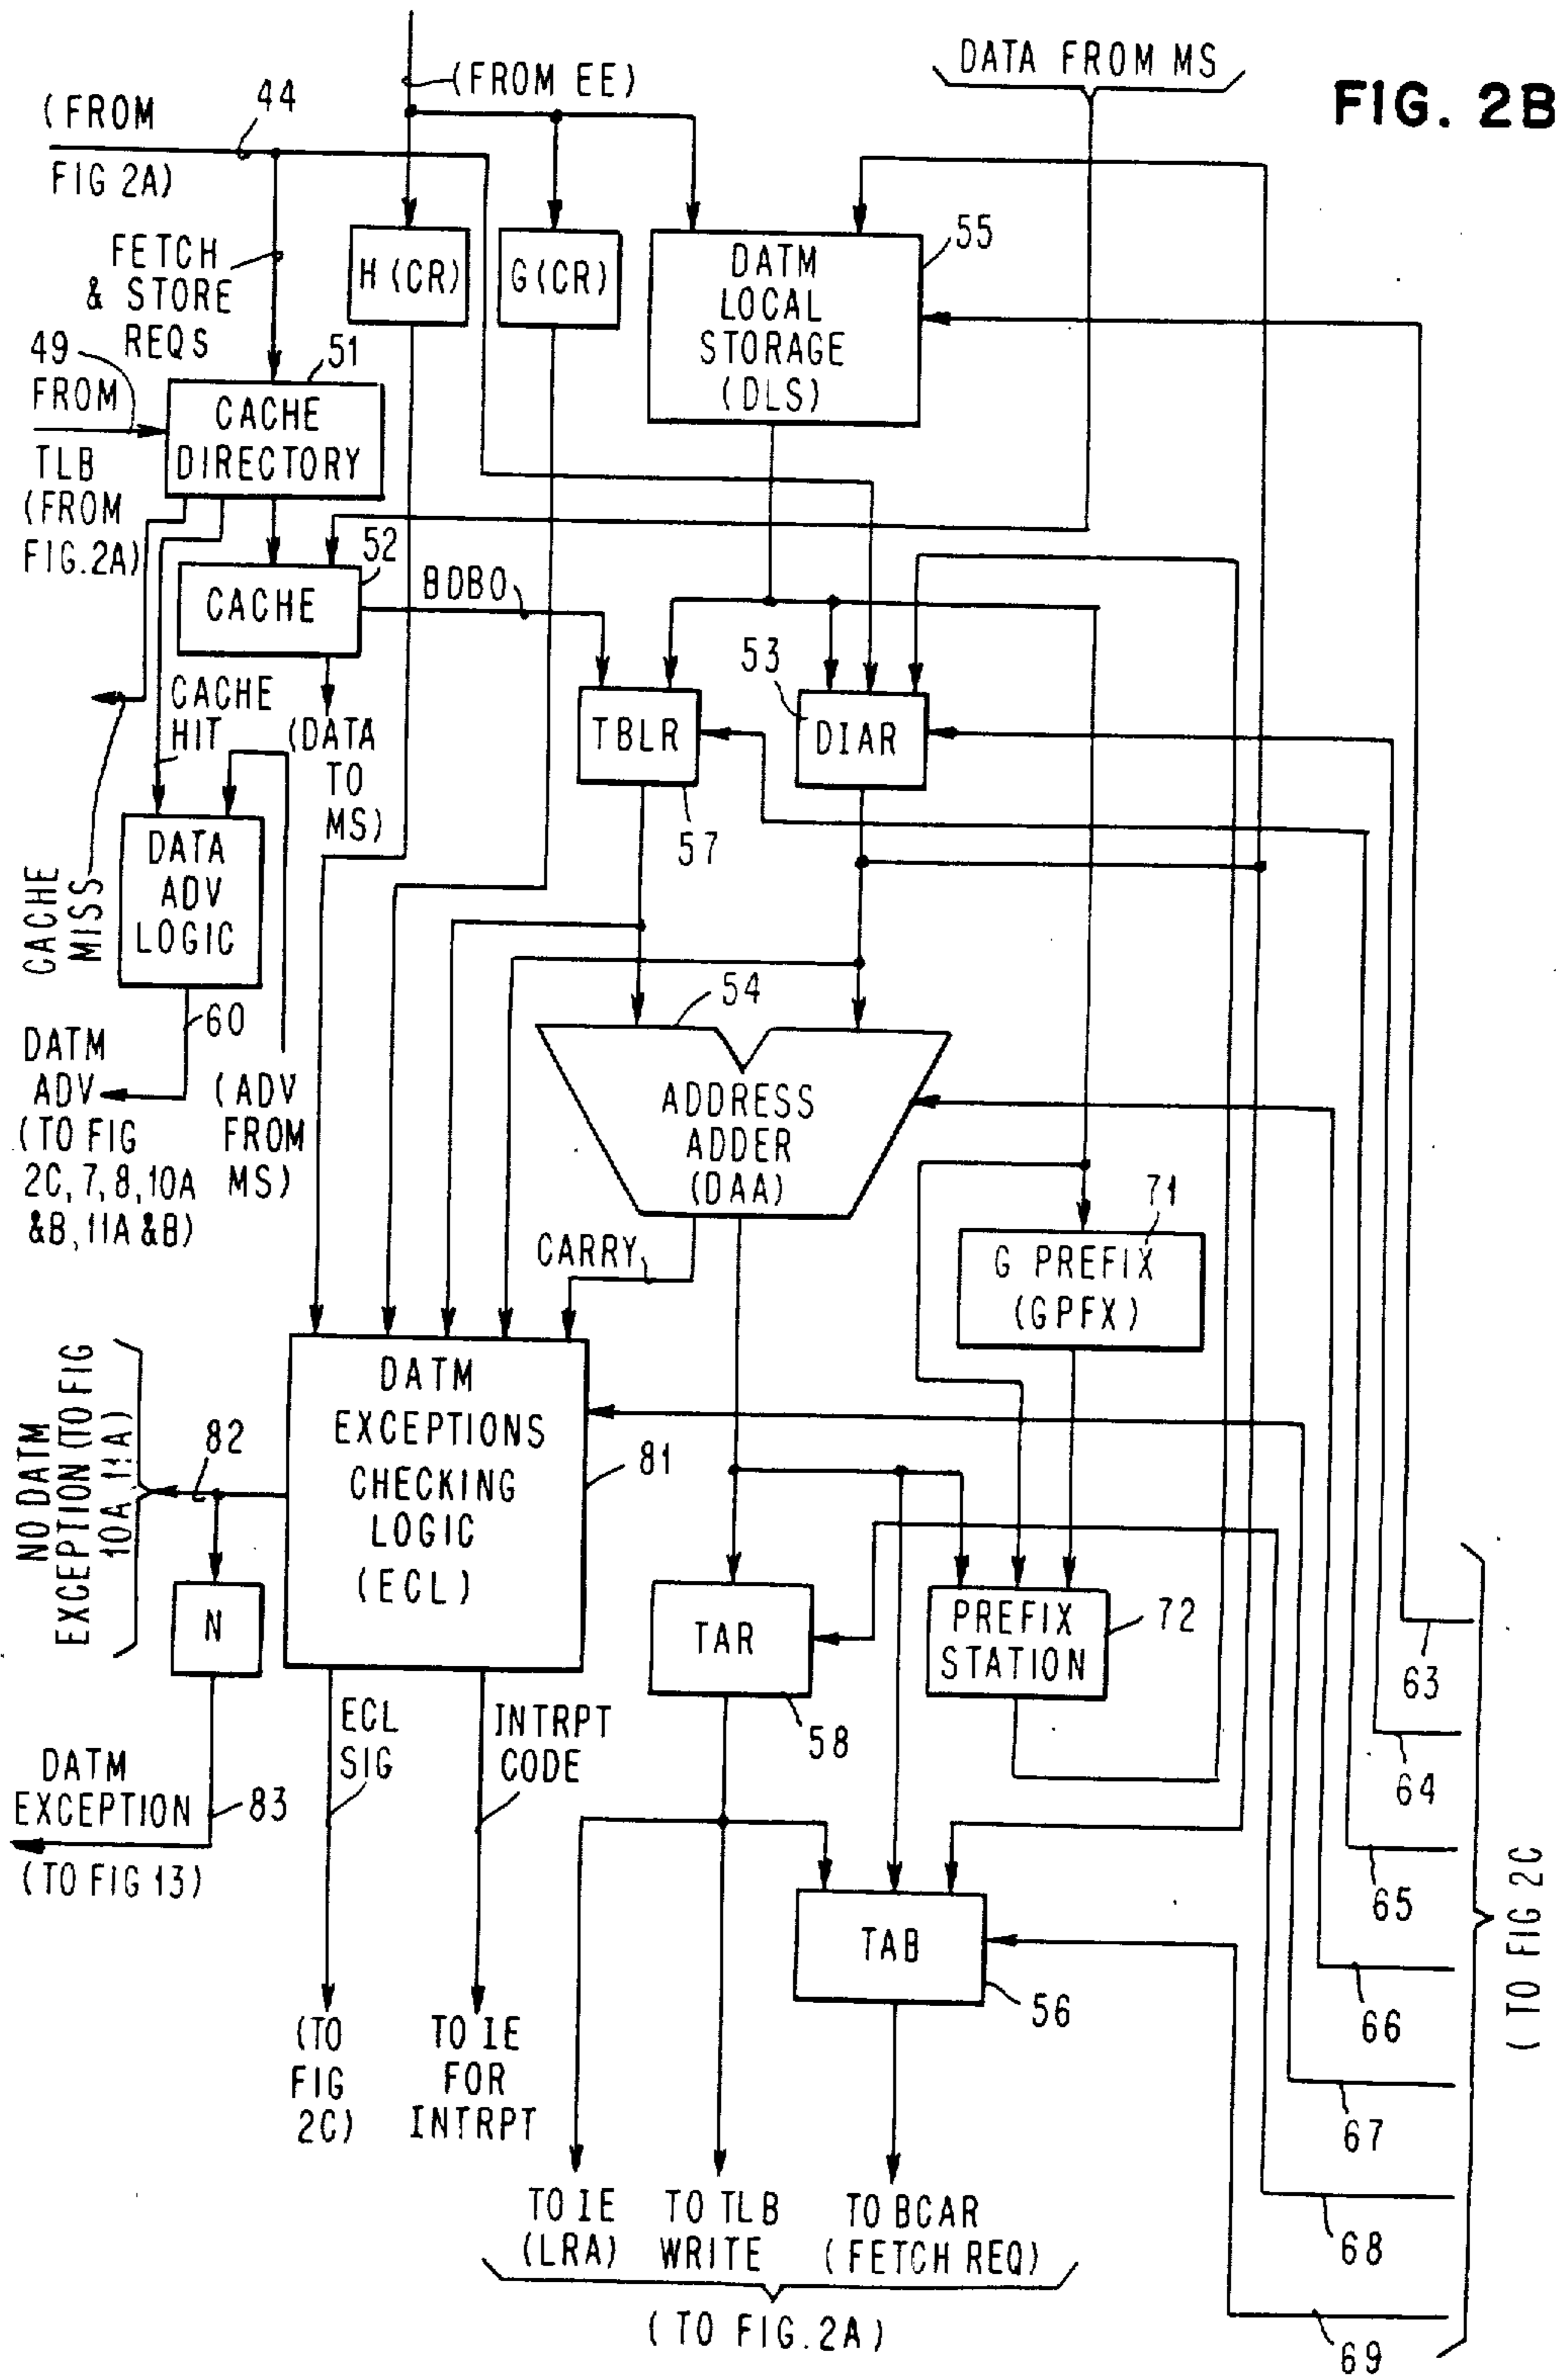 FIG. 2B
(FROM EE)
DATA FROM MS
(FROM
44
FIG 2A)
FETCH
& STORE
REQS
H (CR)
G (CR)
DATM
LOCAL
STORAGE
(DLS)
55
49
FROM
TLB
(FROM
FIG.2A)
51
CACHE
DIRECTORY
52
CACHE
BDBO
CACHE
HIT
(DATA
TO
MS)
53
TBLR
DIAR
57
CACHE
MISS
DATA
ADV
LOGIC
60
DATM
ADV
(TO FIG
2C, 7, 8, 10A
&B, 11A &B)
(ADV
FROM
MS)
54
ADDRESS
ADDER
(DAA)
CARRY
71
G PREFIX
(GPFX)
DATM
EXCEPTIONS
CHECKING
LOGIC
(ECL)
81
NO DATM
EXCEPTION (TO FIG
10A 11A)
82
N
TAR
58
PREFIX
STATION
72
ECL
SIG
INTRPT
CODE
DATM
EXCEPTION
83
(TO FIG 13)
TAB
56
(TO
FIG
2C)
TO IE
FOR
INTRPT
TO IE
(LRA)
TO TLB
WRITE
TO BCAR
(FETCH REQ)
(TO FIG.2A)
63
64
65
66
67
68
69
(TO FIG 2C